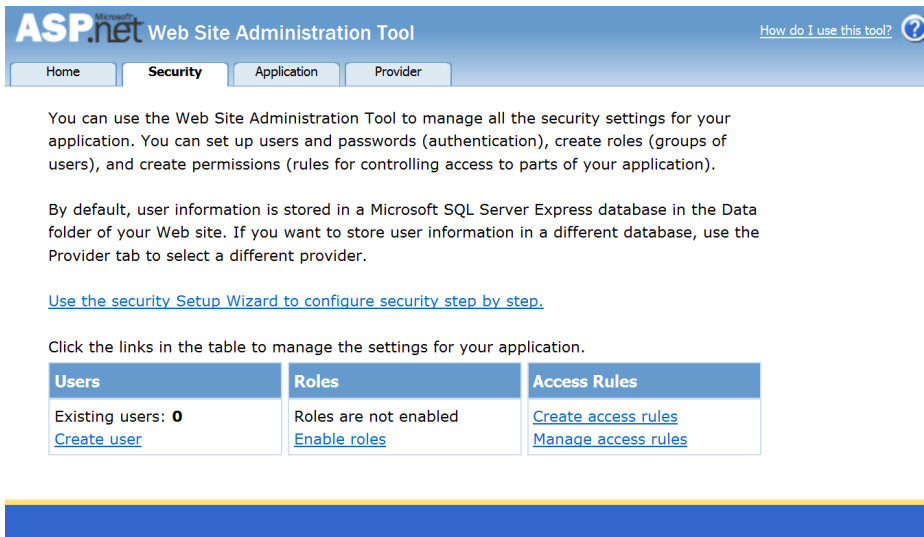 Microsoft
ASP.net Web Site Administration Tool
How do I use this tool? ?
Home Security Application Provider
You can use the Web Site Administration Tool to manage all the security settings for your
application. You can set up users and passwords (authentication), create roles (groups of
users), and create permissions (rules for controlling access to parts of your application).
By default, user information is stored in a Microsoft SQL Server Express database in the Data
folder of your Web site. If you want to store user information in a different database, use the
Provider tab to select a different provider.
Use the security Setup Wizard to configure security step by step.
Click the links in the table to manage the settings for your application.
Users Roles Access Rules
Existing users: 0 Roles are not enabled Create access rules
Create user Enable roles Manage access rules